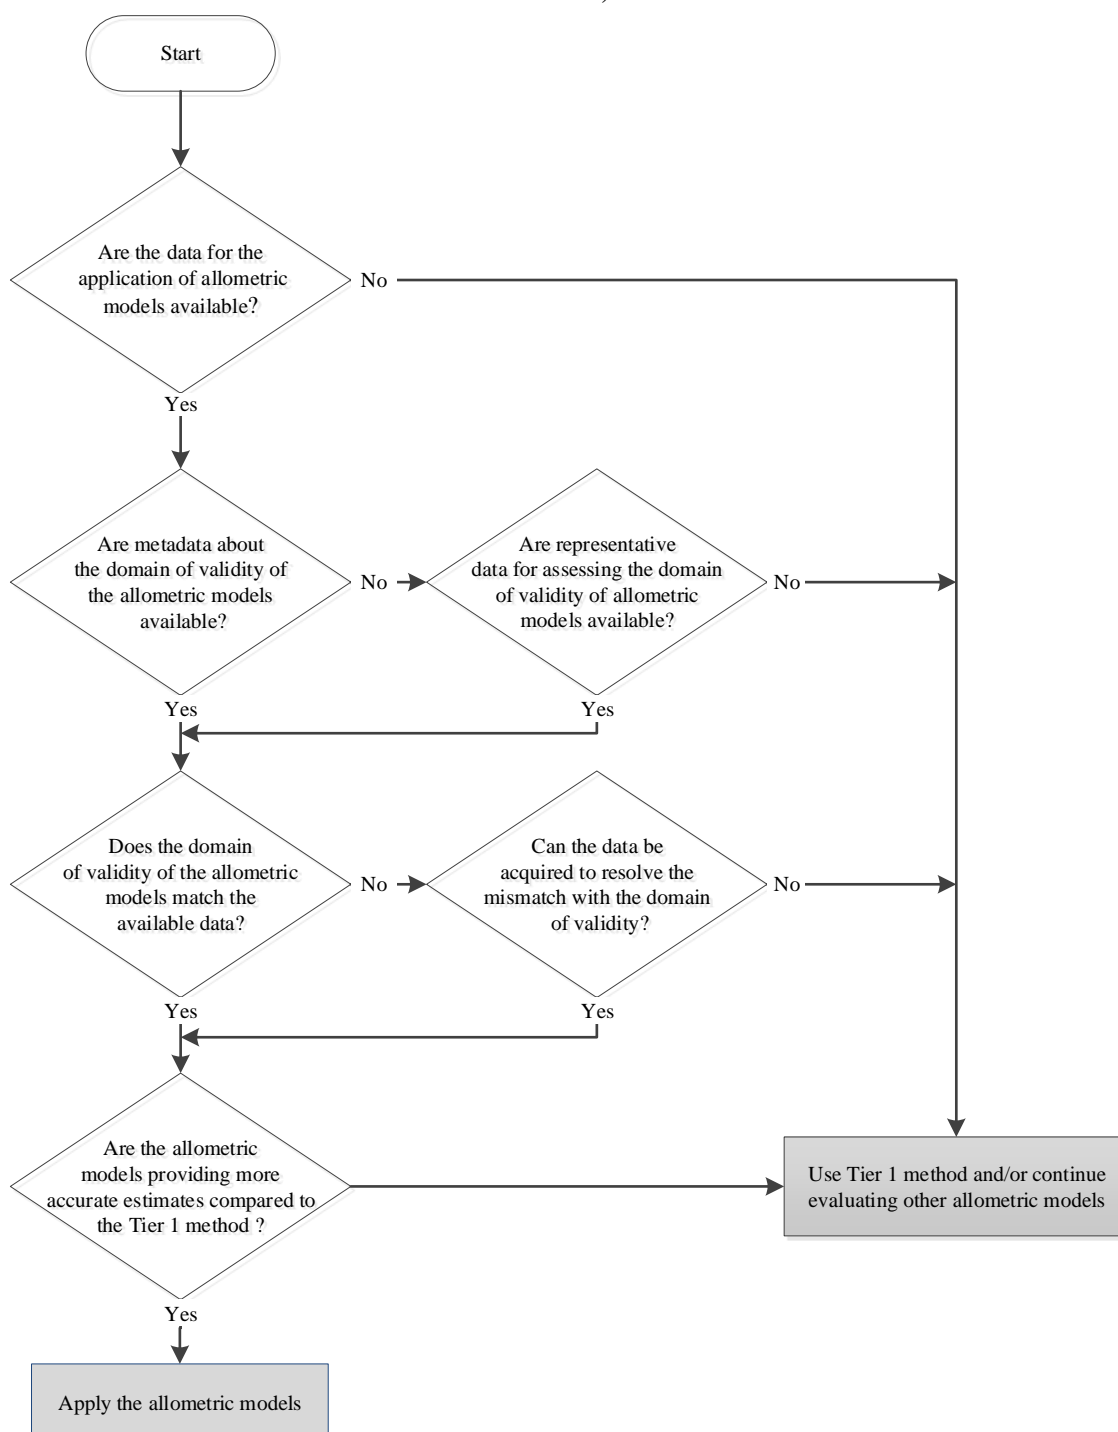 Start
Are the data for the
application of allometric
models available?
No
Yes
Are metadata about
the domain of validity of
the allometric models
available?
No
Are representative
data for assessing the domain
of validity of allometric
models available?
No
Yes
Yes
Does the domain
of validity of the allometric
models match the
available data?
No
Can the data be
acquired to resolve the
mismatch with the domain
of validity?
No
Yes
Yes
Are the allometric
models providing more
accurate estimates compared to
the Tier 1 method ?
Use Tier 1 method and/or continue
evaluating other allometric models
Yes
Apply the allometric models